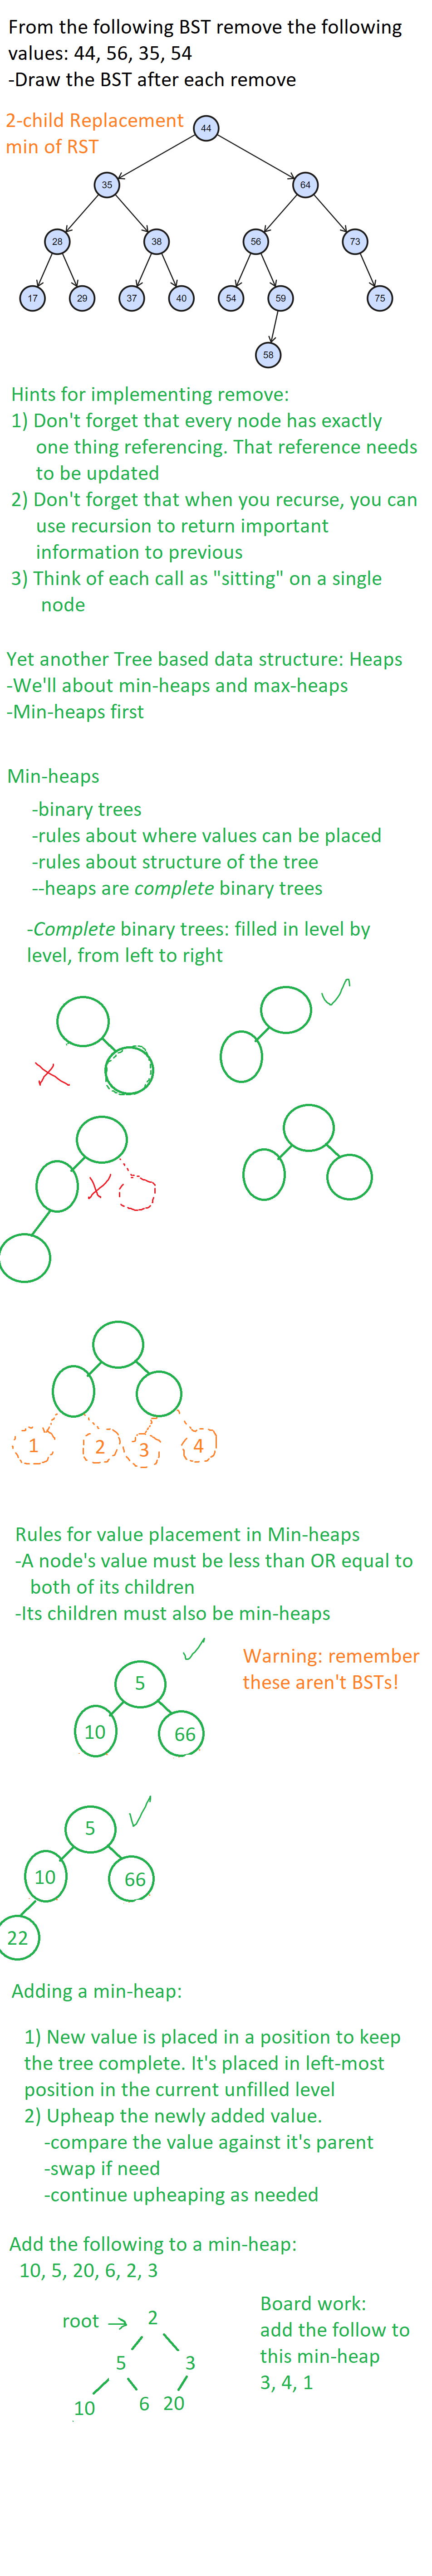 From the following BST remove the following
values: 44, 56, 35, 54
-Draw the BST after each remove
2-child Replacement
min of RST
44
35
64
28
38
56
73
17
29
37
40
54
59
75
58
Hints for implementing remove:
1) Don't forget that every node has exactly
one thing referencing. That reference needs
to be updated
2) Don't forget that when you recurse, you can
use recursion to return important
information to previous
3) Think of each call as "sitting" on a single
node
Yet another Tree based data structure: Heaps
-We'll about min-heaps and max-heaps
-Min-heaps first
Min-heaps
-binary trees
-rules about where values can be placed
-rules about structure of the tree
--heaps are complete binary trees
-Complete binary trees: filled in level by
level, from left to right
1
2
3
4
Rules for value placement in Min-heaps
-A node's value must be less than OR equal to
both of its children
-Its children must also be min-heaps
Warning: remember
these aren't BSTs!
5
10
66
5
10
66
22
Adding a min-heap:
1) New value is placed in a position to keep
the tree complete. It's placed in left-most
position in the current unfilled level
2) Upheap the newly added value.
-compare the value against it's parent
-swap if need
-continue upheaping as needed
Add the following to a min-heap:
10, 5, 20, 6, 2, 3
root
2
5
3
10
6
20
Board work:
add the follow to
this min-heap
3, 4, 1